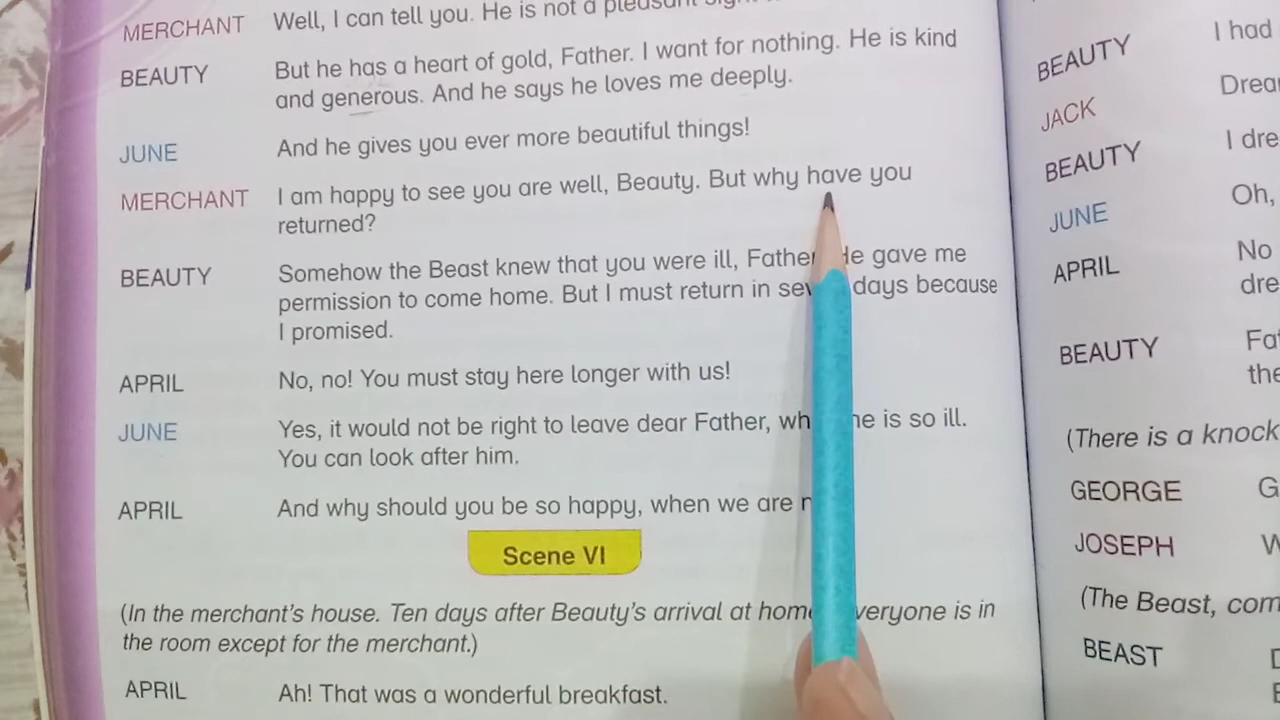 MERCHANT Well, I can tell you. He is not a pleasant
BEAUTY But he has a heart of gold, Father. I want for nothing. He is kind
and generous. And he says he loves me deeply.
JUNE And he gives you ever more beautiful things!
MERCHANT I am happy to see you are well, Beauty. But why have you
returned?
BEAUTY Somehow the Beast knew that you were ill, Father. He gave me
permission to come home. But I must return in seven days because
I promised.
APRIL No, no! You must stay here longer with us!
JUNE Yes, it would not be right to leave dear Father, when he is so ill.
You can look after him.
APRIL And why should you be so happy, when we are
Scene VI
(In the merchant's house. Ten days after Beauty's arrival at home. Everyone is in
the room except for the merchant.)
APRIL Ah! That was a wonderful breakfast.
BEAUTY I had
JACK
BEAUTY I
JUNE Oh,
APRIL No
BEAUTY
the
(There is a knock
GEORGE
JOSEPH
(The Beast, com
BEAST